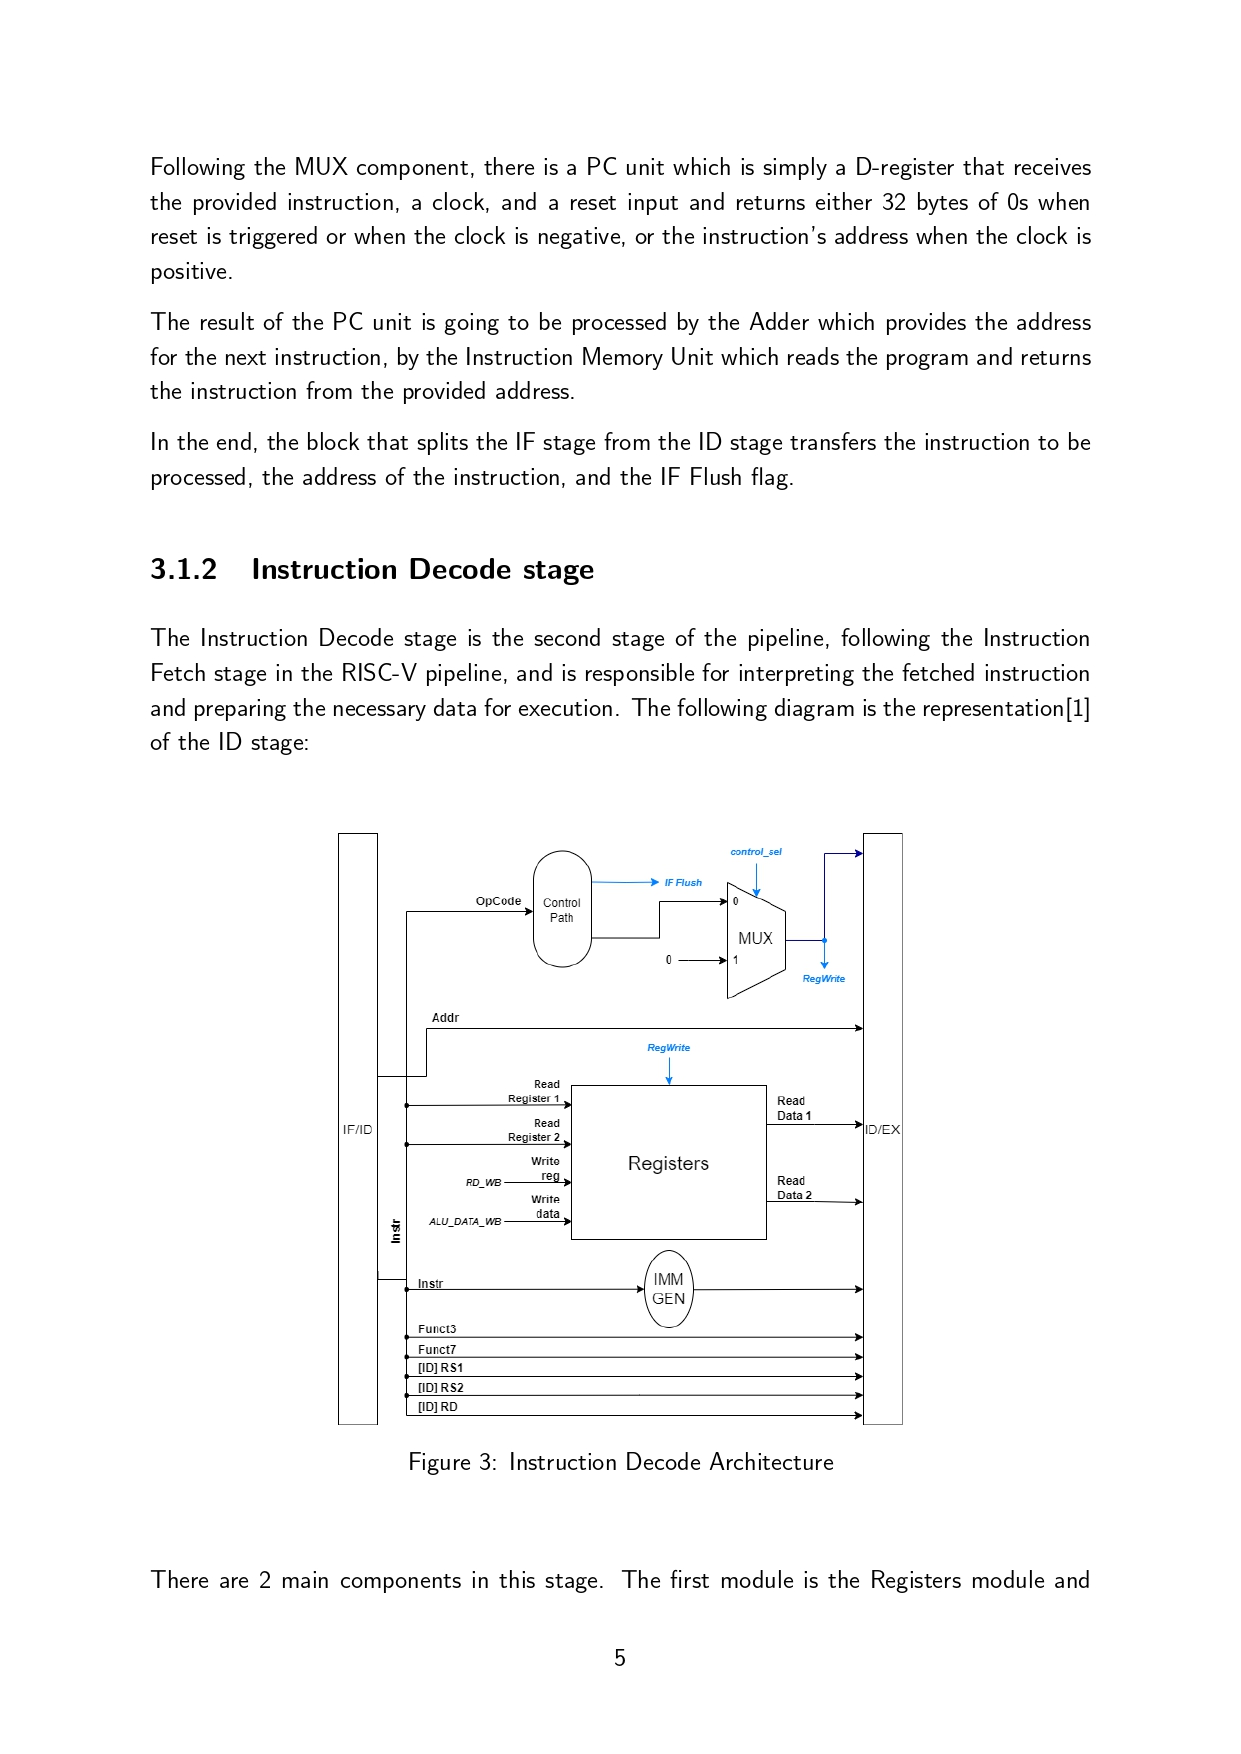 Following the MUX component, there is a PC unit which is simply a D-register that receives
the provided instruction, a clock, and a reset input and returns either 32 bytes of 0s when
reset is triggered or when the clock is negative, or the instruction's address when the clock is
positive.
The result of the PC unit is going to be processed by the Adder which provides the address
for the next instruction, by the Instruction Memory Unit which reads the program and returns
the instruction from the provided address.
In the end, the block that splits the IF stage from the ID stage transfers the instruction to be
processed, the address of the instruction, and the IF Flush flag.
3.1.2 Instruction Decode stage
The Instruction Decode stage is the second stage of the pipeline, following the Instruction
Fetch stage in the RISC-V pipeline, and is responsible for interpreting the fetched instruction
and preparing the necessary data for execution. The following diagram is the representation[1]
of the ID stage:
control_sel
IF Flush
OpCode
Control
Path
0
MUX
0
1
RegWrite
Addr
RegWrite
Read
Register 1
Read
Data 1
Read
Register 2
IF/ID
ID/EX
Registers
Write
reg
RD_WB
Read
Data 2
Write
data
ALU_DATA_WB
Instr
Instr
IMM
GEN
Funct3
Funct7
[ID] RS1
[ID] RS2
[ID] RD
Figure 3: Instruction Decode Architecture
There are 2 main components in this stage. The first module is the Registers module and
5